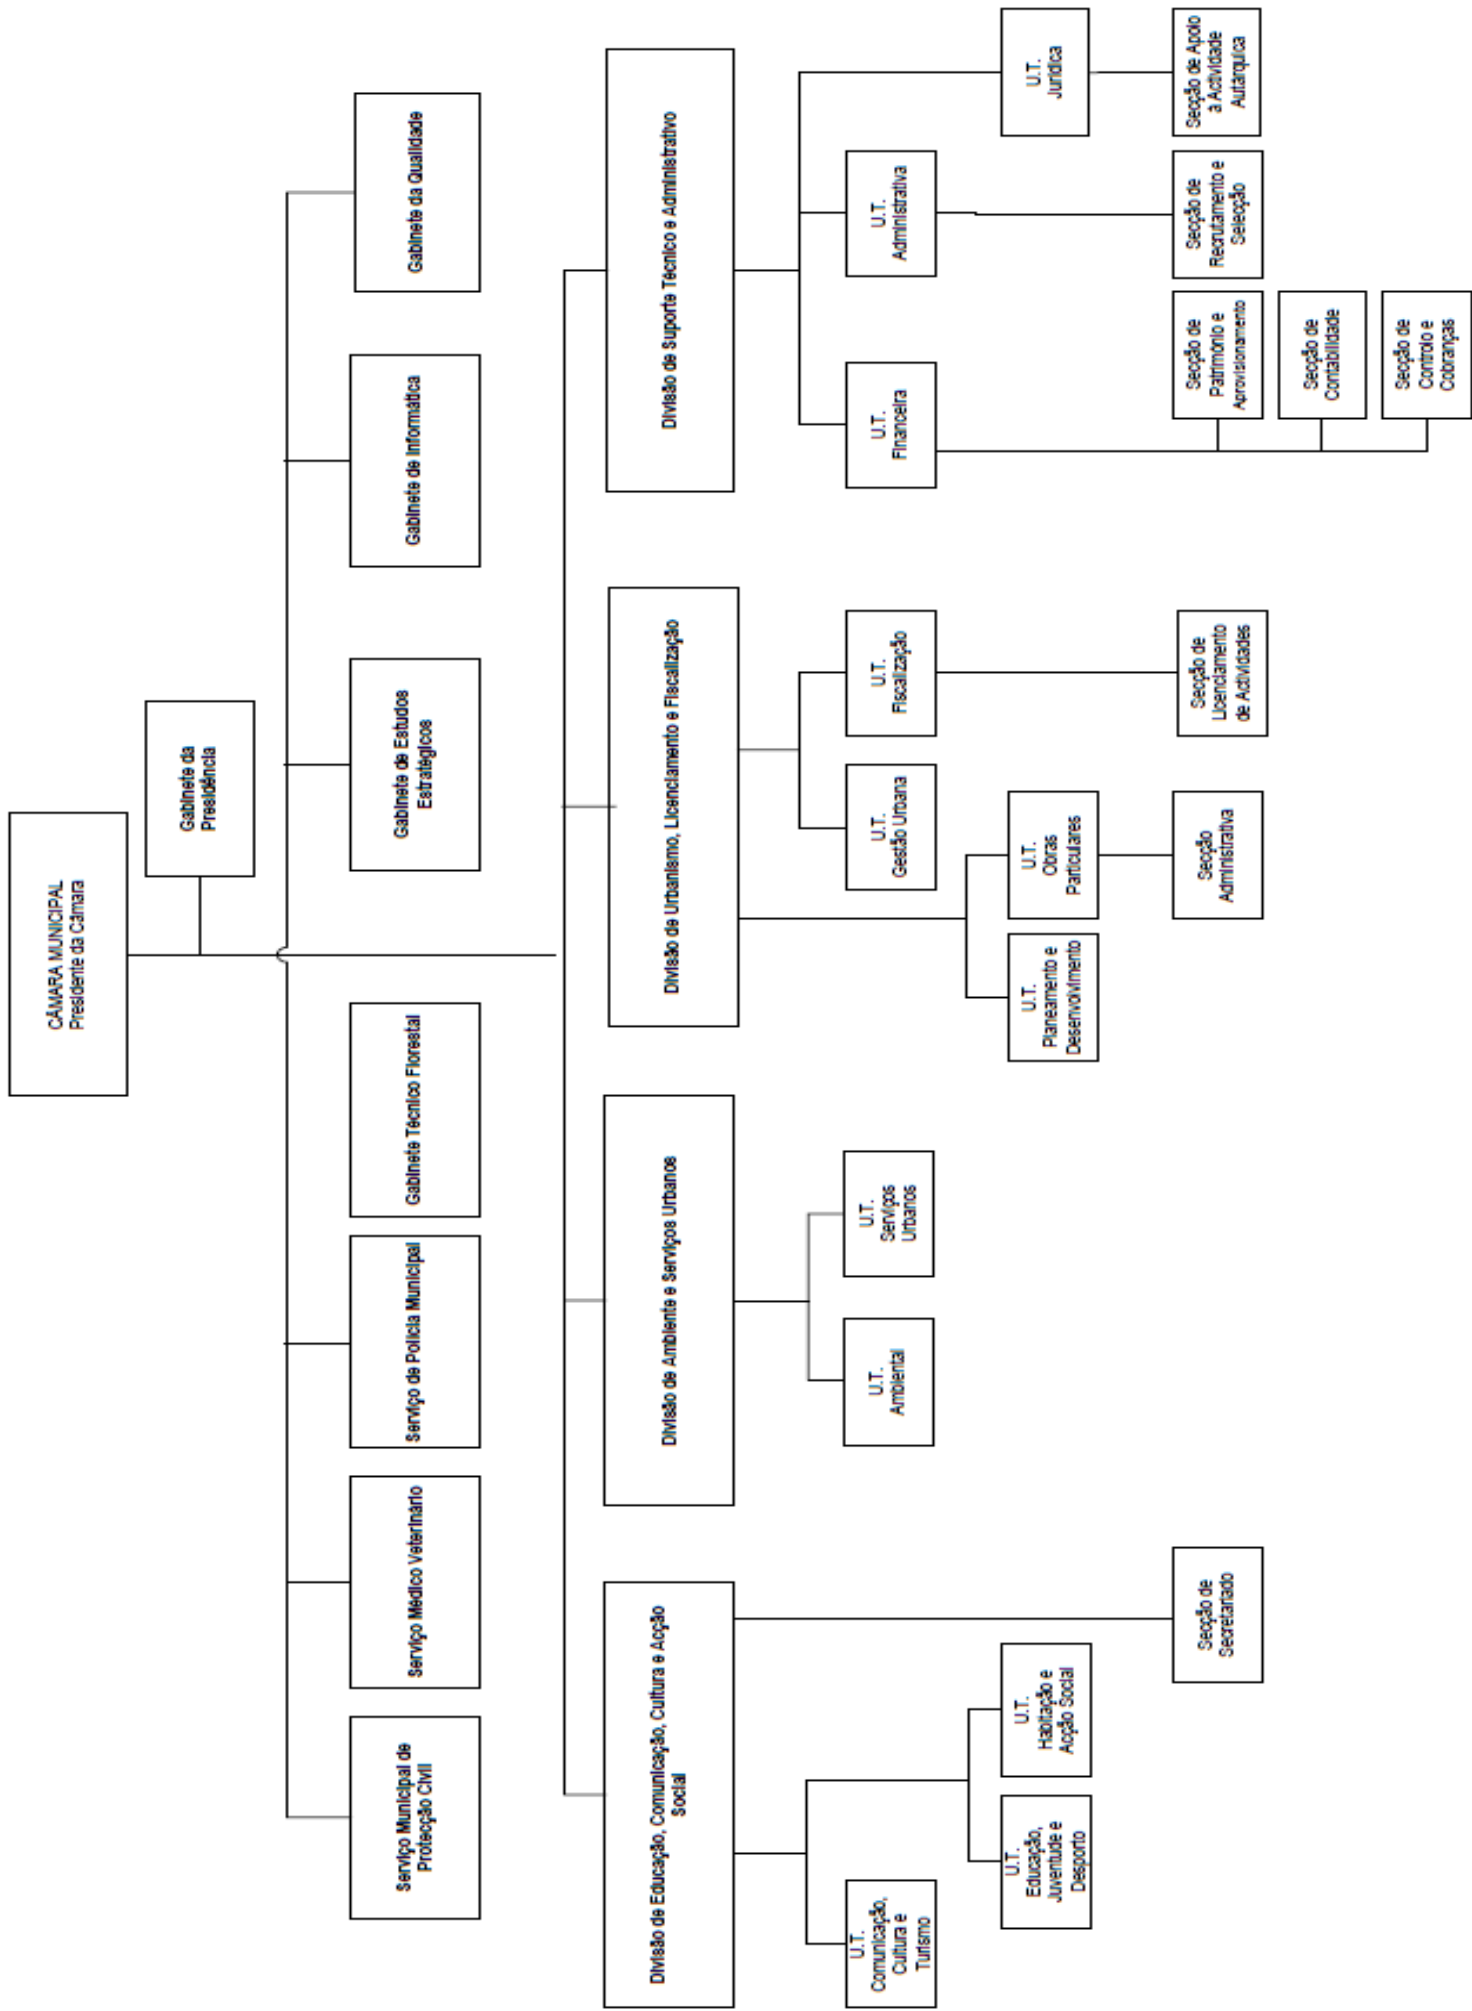 CÂMARA MUNICIPAL
Presidente da Câmara
Gabinete da
Presidência
Serviço Municipal de
Protecção Civil
Serviço Médico Veterinário
Serviço de Polícia Municipal
Gabinete Técnico Florestal
Gabinete de Estudos
Estratégicos
Gabinete de Informática
Gabinete da Qualidade
Divisão de Educação, Comunicação, Cultura e Acção
Social
Divisão de Ambiente e Serviços Urbanos
Divisão de Urbanismo, Licenciamento e Fiscalização
Divisão de Suporte Técnico e Administrativo
U.T.
Comunicação,
Cultura e
Turismo
U.T.
Ambiental
U.T.
Serviços
Urbanos
U.T.
Gestão Urbana
U.T.
Fiscalização
U.T.
Financeira
U.T.
Administrativa
U.T.
Educação,
Juventude e
Desporto
U.T.
Habitação e
Acção Social
U.T.
Planeamento e
Desenvolvimento
U.T.
Obras
Particulares
U.T.
Jurídica
Secção de
Secretariado
Secção
Administrativa
Secção de
Licenciamento
de Actividades
Secção de
Património e
Aprovisionamento
Secção de
Recrutamento e
Selecção
Secção de Apoio
à Actividade
Autárquica
Secção de
Contabilidade
Secção de
Controlo e
Cobranças